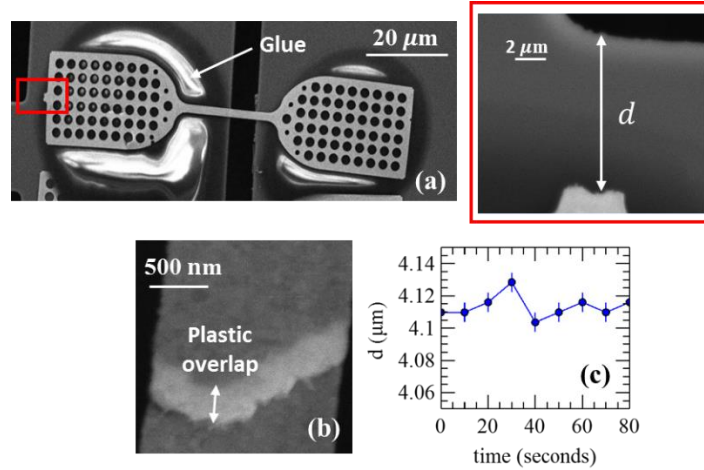 Glue
20 μm
(a)
2 μm
d
500 nm
Plastic
overlap
(b)
4.14
4.12
4.1
4.08
4.06
d (μm)
(c)
0 20 40 60 80
time (seconds)